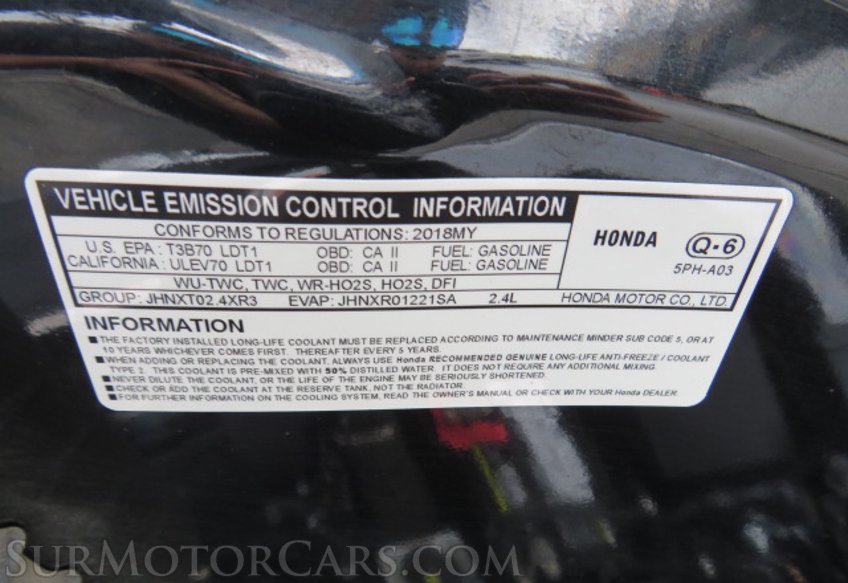 VEHICLE EMISSION CONTROL INFORMATION
CONFORMS TO REGULATIONS: 2018MY
U.S. EPA : T3B70 LDT1 OBD: CA II FUEL: GASOLINE
CALIFORNIA : ULEV70 LDT1 OBD: CA II FUEL: GASOLINE
WU-TWC, TWC, WR-HO2S, HO2S, DFI
GROUP: JHNXT02.4XR3 EVAP: JHNXR01221SA 2.4L
HONDA Q-6
5PH-A03
HONDA MOTOR CO., LTD.
INFORMATION
■THE FACTORY INSTALLED LONG-LIFE COOLANT MUST BE REPLACED ACCORDING TO MAINTENANCE MINDER SUB CODE 5, OR AT
10 YEARS WHICHEVER COMES FIRST. THEREAFTER EVERY 5 YEARS.
■WHEN ADDING OR REPLACING THE COOLANT, ALWAYS USE Honda RECOMMENDED GENUINE LONG-LIFE ANTI-FREEZE / COOLANT
TYPE 2. THIS COOLANT IS PRE-MIXED WITH 50% DISTILLED WATER. IT DOES NOT REQUIRE ANY ADDITIONAL MIXING.
■NEVER DILUTE THE COOLANT, OR THE LIFE OF THE ENGINE MAY BE SERIOUSLY SHORTENED.
■CHECK OR ADD THE COOLANT AT THE RESERVE TANK, NOT THE RADIATOR.
■FOR FURTHER INFORMATION ON THE COOLING SYSTEM, READ THE OWNER'S MANUAL OR CHECK WITH YOUR Honda DEALER.
SURMOTORCARS.COM